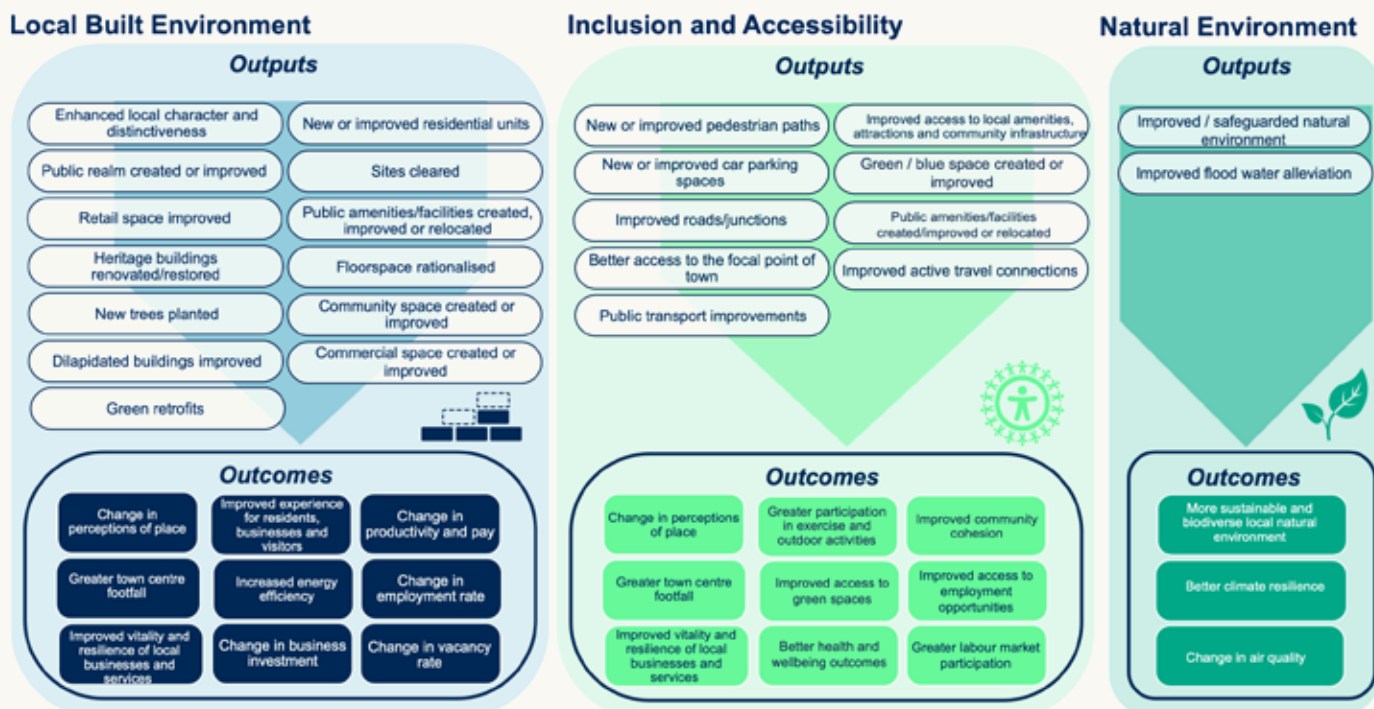 Local Built Environment
Outputs
Enhanced local character and
distinctiveness
New or improved residential units
Public realm created or improved
Sites cleared
Retail space improved
Public amenities/facilities created,
improved or relocated
Heritage buildings
renovated/restored
Floorspace rationalised
New trees planted
Community space created or
improved
Dilapidated buildings improved
Commercial space created or
improved
Green retrofits
Outcomes
Change in
perceptions of place
Improved experience
for residents,
businesses and
visitors
Change in
productivity and pay
Greater town centre
footfall
Increased energy
efficiency
Change in
employment rate
Improved vitality and
resilience of local
businesses and
services
Change in business
investment
Change in vacancy
rate
Inclusion and Accessibility
Outputs
New or improved pedestrian paths
Improved access to local amenities,
attractions and community infrastructure
New or improved car parking
spaces
Green / blue space created or
improved
Improved roads/junctions
Public amenities/facilities
created/improved or relocated
Better access to the focal point of
town
Improved active travel connections
Public transport improvements
Outcomes
Change in perceptions
of place
Greater participation
in exercise and
outdoor activities
Improved community
cohesion
Greater town centre
footfall
Improved access to
green spaces
Improved access to
employment
opportunities
Improved vitality and
resilience of local
businesses and
services
Better health and
wellbeing outcomes
Greater labour market
participation
Natural Environment
Outputs
Improved / safeguarded natural
environment
Improved flood water alleviation
Outcomes
More sustainable and
biodiverse local natural
environment
Better climate resilience
Change in air quality